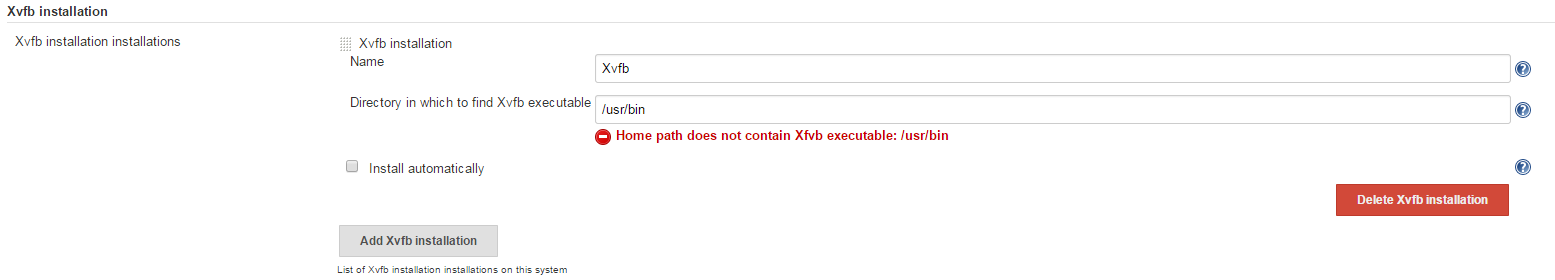 Xvfb installation
Xvfb installation installations
Xvfb installation
Name
Xvfb
Directory in which to find Xvfb executable
/usr/bin
Home path does not contain Xfvb executable: /usr/bin
Install automatically
Delete Xvfb installation
Add Xvfb installation
List of Xvfb installation installations on this system